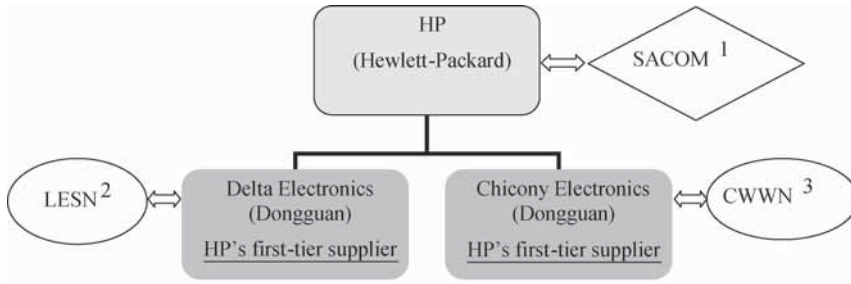 HP
(Hewlett-Packard)
SACOM 1
LESN 2
Delta Electronics
(Dongguan)
HP's first-tier supplier
Chicony Electronics
(Dongguan)
HP's first-tier supplier
CWWN 3